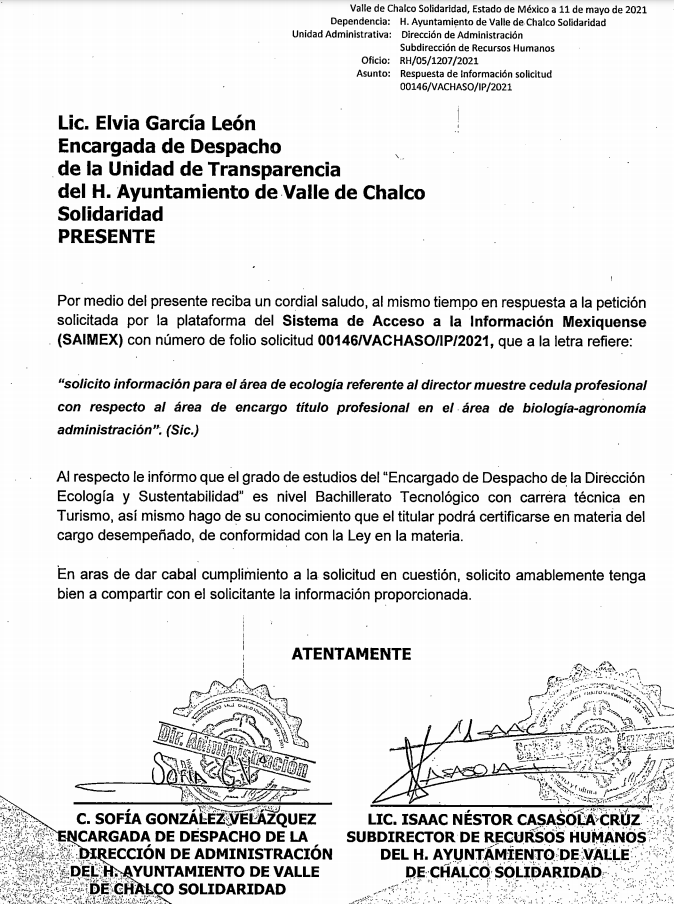 Valle de Chalco Solidaridad, Estado de México a 11 de mayo de 2021
Dependencia: H. Ayuntamiento de Valle de Chalco Solidaridad
Unidad Administrativa: Dirección de Administración
Subdirección de Recursos Humanos
Oficio: RH/05/1207/2021
Asunto: Respuesta de Información solicitud
00146/VACHASO/IP/2021
Lic. Elvia García León
Encargada de Despacho
de la Unidad de Transparencia
del H. Ayuntamiento de Valle de Chalco
Solidaridad
PRESENTE
Por medio del presente reciba un cordial saludo, al mismo tiempo en respuesta a la petición
solicitada por la plataforma del Sistema de Acceso a la Información Mexiquense
(SAIMEX) con número de folio solicitud 00146/VACHASO/IP/2021, que a la letra refiere:
“solicito información para el área de ecología referente al director muestre cedula profesional
con respecto al área de encargo título profesional en el área de biología-agronomía
administración”. (Sic.)
Al respecto le informo que el grado de estudios del “Encargado de Despacho de la Dirección
Ecología y Sustentabilidad” es nivel Bachillerato Tecnológico con carrera técnica en
Turismo, así mismo hago de su conocimiento que el titular podrá certificarse en materia del
cargo desempeñado, de conformidad con la Ley en la materia.
En aras de dar cabal cumplimiento a la solicitud en cuestión, solicito amablemente tenga
bien a compartir con el solicitante la información proporcionada.
ATENTAMENTE
Dir. Administración
Sofia G.V.
Isaac
Casasola
C. SOFÍA GONZÁLEZ VELÁZQUEZ
ENCARGADA DE DESPACHO DE LA
DIRECCIÓN DE ADMINISTRACIÓN
DEL H. AYUNTAMIENTO DE VALLE
DE CHALCO SOLIDARIDAD
LIC. ISAAC NÉSTOR CASASOLA CRUZ
SUBDIRECTOR DE RECURSOS HUMANOS
DEL H. AYUNTAMIENTO DE VALLE
DE CHALCO SOLIDARIDAD